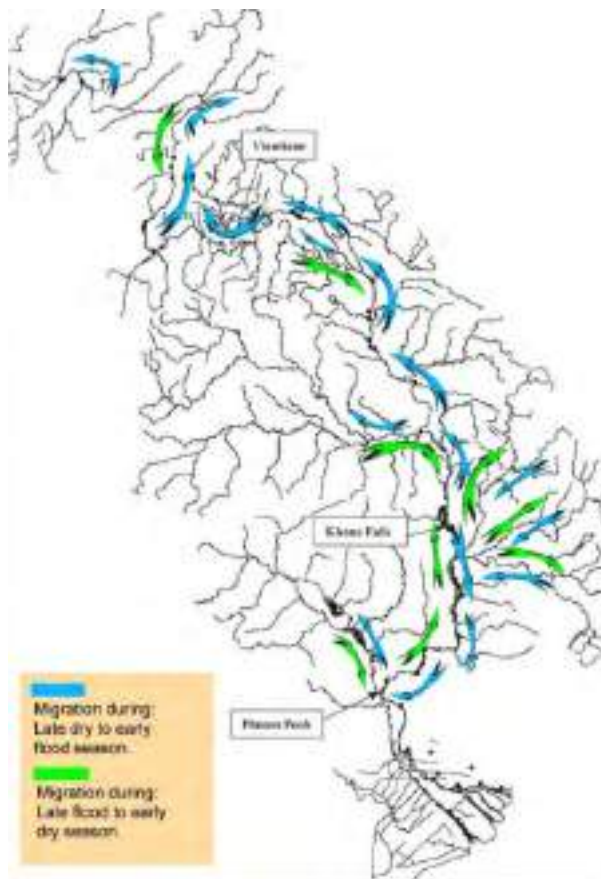 Vientiane
Khone Falls
Phnom Penh
Migration during:
Late dry to early
flood season.
Migration during:
Late flood to early
dry season.